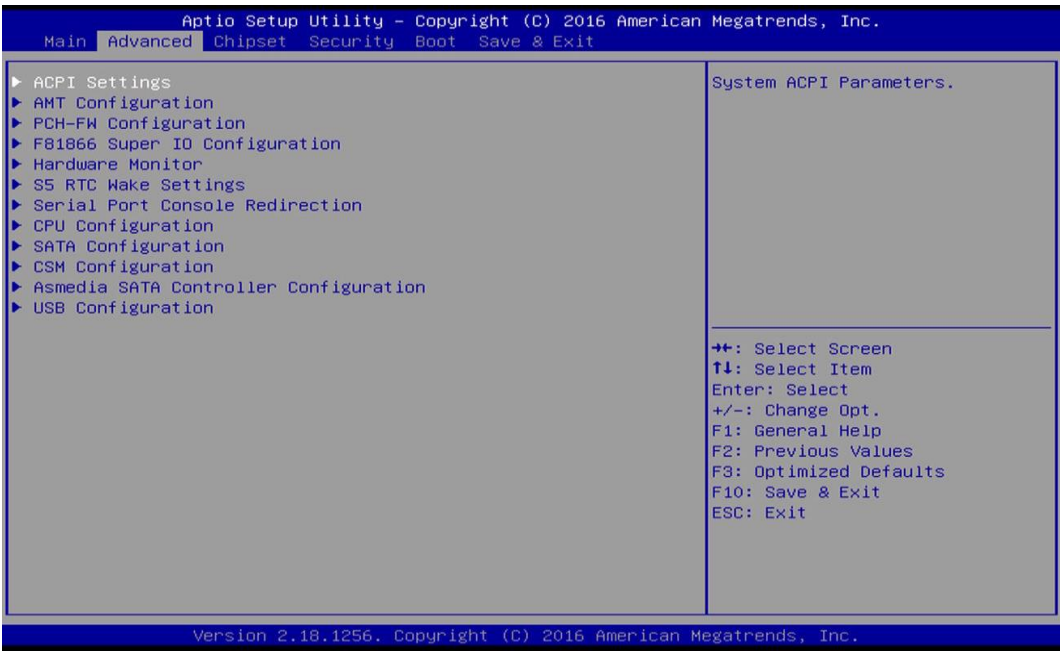 Aptio Setup Utility – Copyright (C) 2016 American Megatrends, Inc.
Main Advanced Chipset Security Boot Save & Exit
▶ ACPI Settings
▶ AMT Configuration
▶ PCH-FW Configuration
▶ F81866 Super IO Configuration
▶ Hardware Monitor
▶ S5 RTC Wake Settings
▶ Serial Port Console Redirection
▶ CPU Configuration
▶ SATA Configuration
▶ CSM Configuration
▶ Asmedia SATA Controller Configuration
▶ USB Configuration
System ACPI Parameters.
→←: Select Screen
↑↓: Select Item
Enter: Select
+/-: Change Opt.
F1: General Help
F2: Previous Values
F3: Optimized Defaults
F10: Save & Exit
ESC: Exit
Version 2.18.1256. Copyright (C) 2016 American Megatrends, Inc.